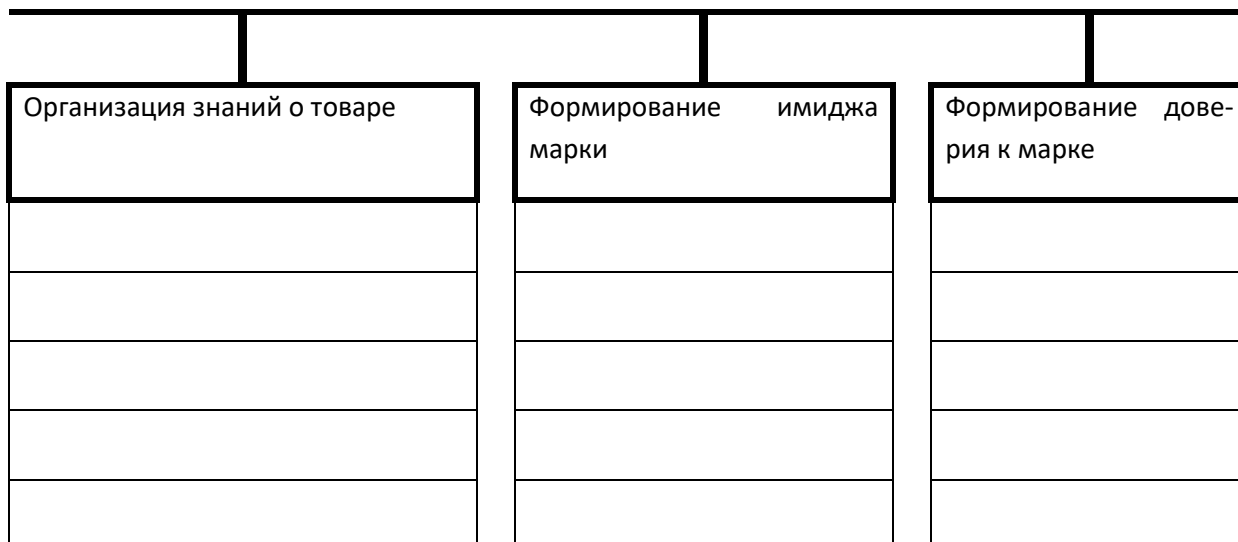 Организация знаний о товаре
Формирование имиджа
марки
Формирование дове-
рия к марке